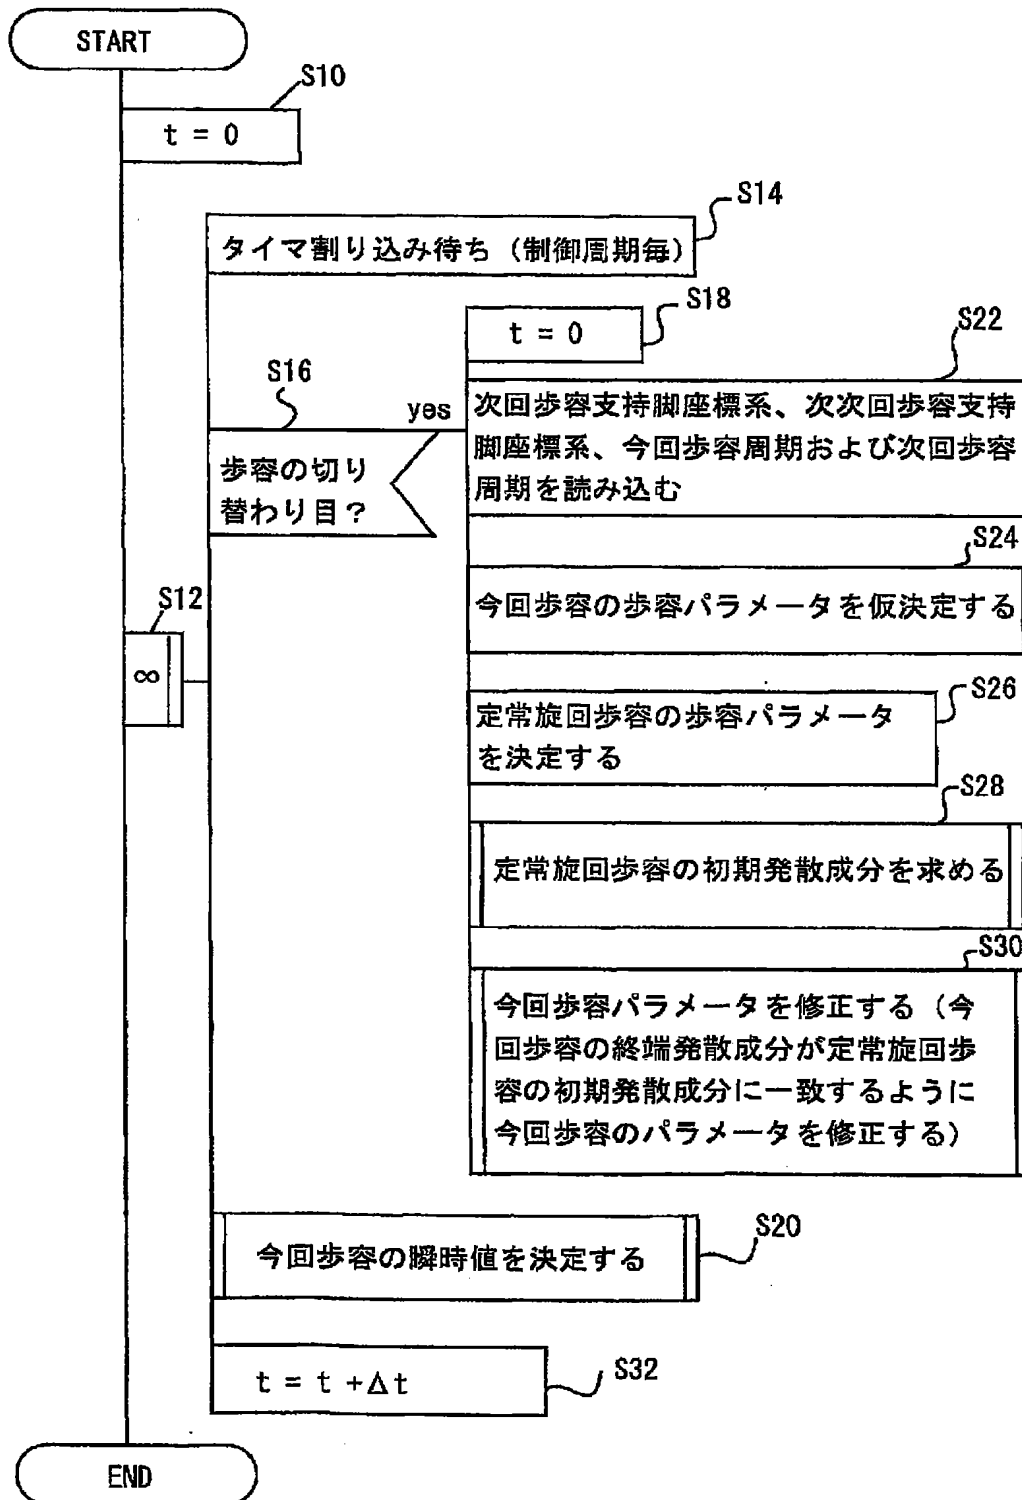 START
S10
t = 0
S14
タイマ割り込み待ち（制御周期毎）
S18
t = 0
S22
次回歩容支持脚座標系、次次回歩容支持
脚座標系、今回歩容周期および次回歩容
周期を読み込む
S16
yes
歩容の切り
替わり目？
S24
今回歩容の歩容パラメータを仮決定する
S12
∞
S26
定常旋回歩容の歩容パラメータ
を決定する
S28
定常旋回歩容の初期発散成分を求める
S30
今回歩容パラメータを修正する（今
回歩容の終端発散成分が定常旋回歩
容の初期発散成分に一致するように
今回歩容のパラメータを修正する）
S20
今回歩容の瞬時値を決定する
S32
t = t +Δt
END